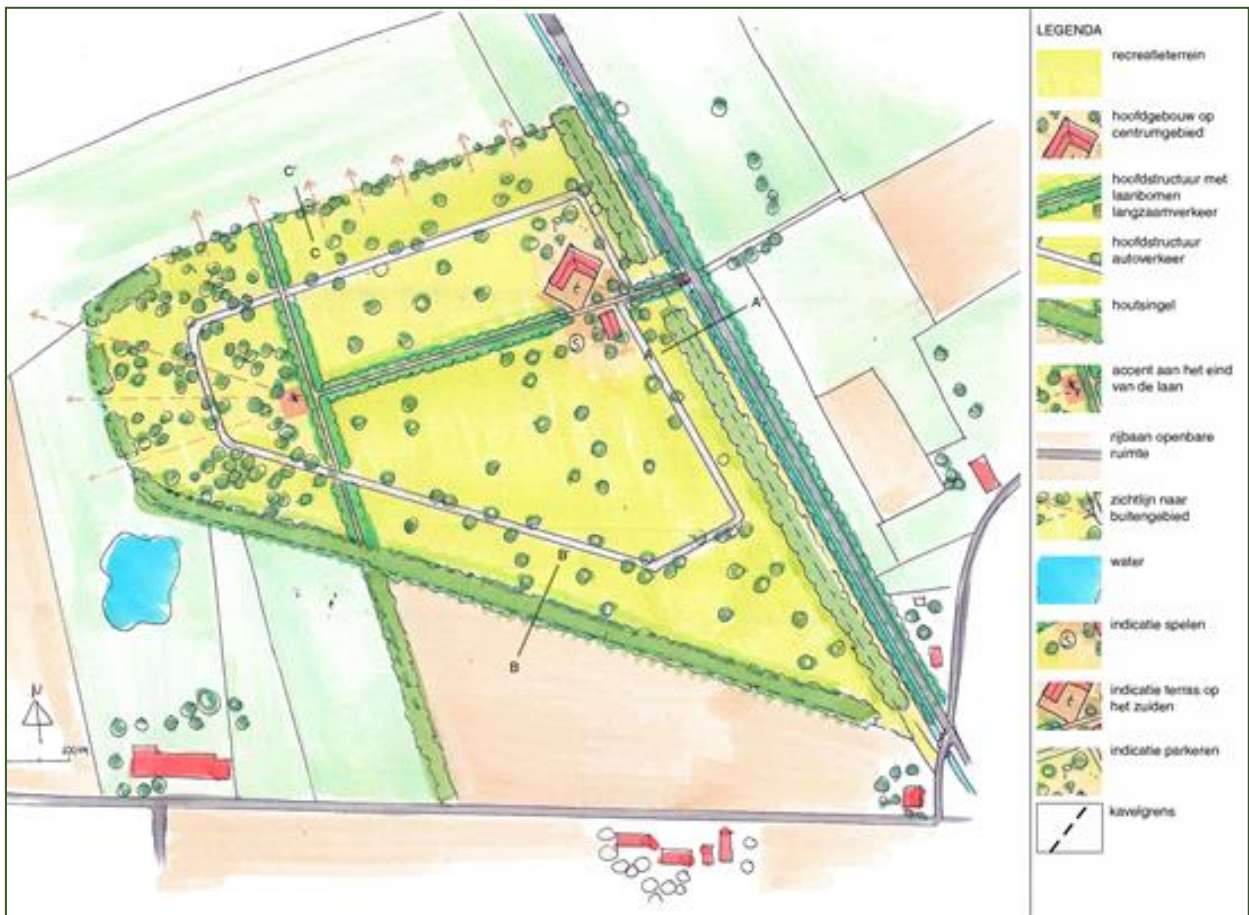 LEGENDA
recreatieterrein
hoofdgebouw op
centrumgebied
hoofdstructuur met
laanbomen
langzaamverkeer
hoofdstructuur
autoverkeer
houtsingel
accent aan het eind
van de laan
rijbaan openbare
ruimte
zichtlijn naar
buitengebied
water
indicatie spelen
indicatie terras op
het zuiden
indicatie parkeren
kavelgrens
C'
C
P
t
A'
A
S
B'
B
N
S
t
P